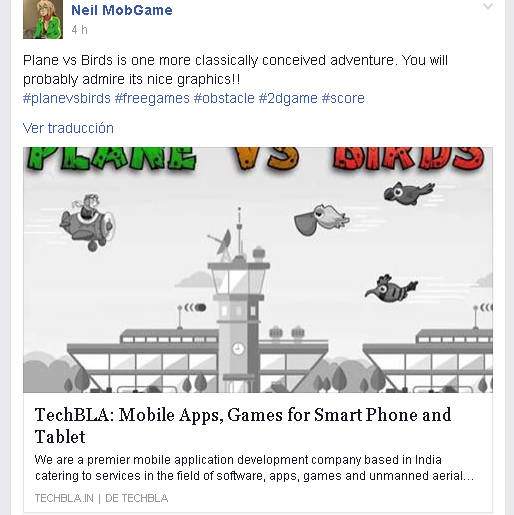 Neil MobGame
4 h
Plane vs Birds is one more classically conceived adventure. You will
probably admire its nice graphics!!
#planevsbirds #freegames #obstacle #2dgame #score
Ver traducción
PLANE VS BIRDS
TechBLA: Mobile Apps, Games for Smart Phone and
Tablet
We are a premier mobile application development company based in India
catering to services in the field of software, apps, games and unmanned aerial...
TECHBLA.IN | DE TECHBLA